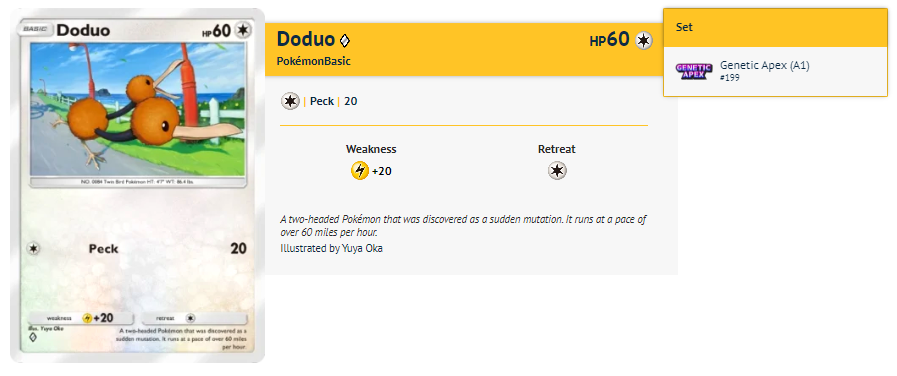 BASIC Doduo HP60
NO. 0084 Two Bird Pokémon HT: 4'7" WT: 86.4 lbs.
Peck 20
weakness +20 retreat
Illus. Yuya Oka
A two-headed Pokémon that was discovered as a
sudden mutation. It runs at a pace of over 60 miles
per hour.
Doduo HP60
PokémonBasic
| Peck | 20
Weakness Retreat
+20
A two-headed Pokémon that was discovered as a sudden mutation. It runs at a pace of
over 60 miles per hour.
Illustrated by Yuya Oka
Set
GENETIC
APEX
Genetic Apex (A1)
#199